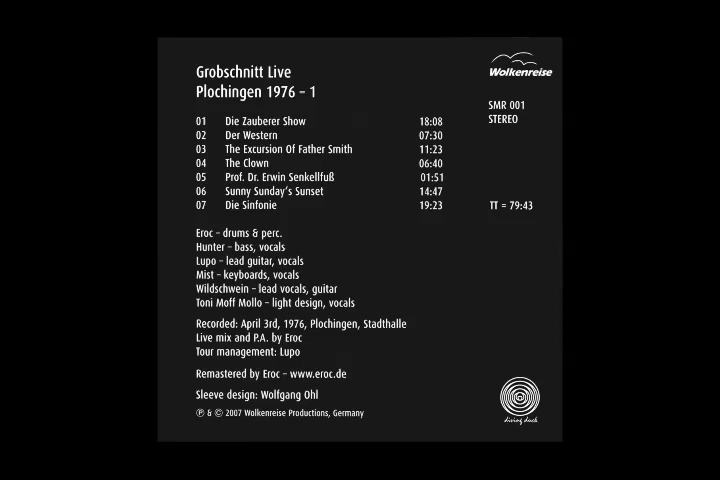 Grobschnitt Live
Plochingen 1976 – 1
Wolkenreise
SMR 001
STEREO
01 Die Zauberer Show 18:08
02 Der Western 07:30
03 The Excursion Of Father Smith 11:23
04 The Clown 06:40
05 Prof. Dr. Erwin Senkellfuß 01:51
06 Sunny Sunday's Sunset 14:47
07 Die Sinfonie 19:23
TT = 79:43
Eroc – drums & perc.
Hunter – bass, vocals
Lupo – lead guitar, vocals
Mist – keyboards, vocals
Wildschwein – lead vocals, guitar
Toni Moff Mollo – light design, vocals
Recorded: April 3rd, 1976, Plochingen, Stadthalle
Live mix and P.A. by Eroc
Tour management: Lupo
Remastered by Eroc – www.eroc.de
Sleeve design: Wolfgang Ohl
℗ & © 2007 Wolkenreise Productions, Germany
diving duck